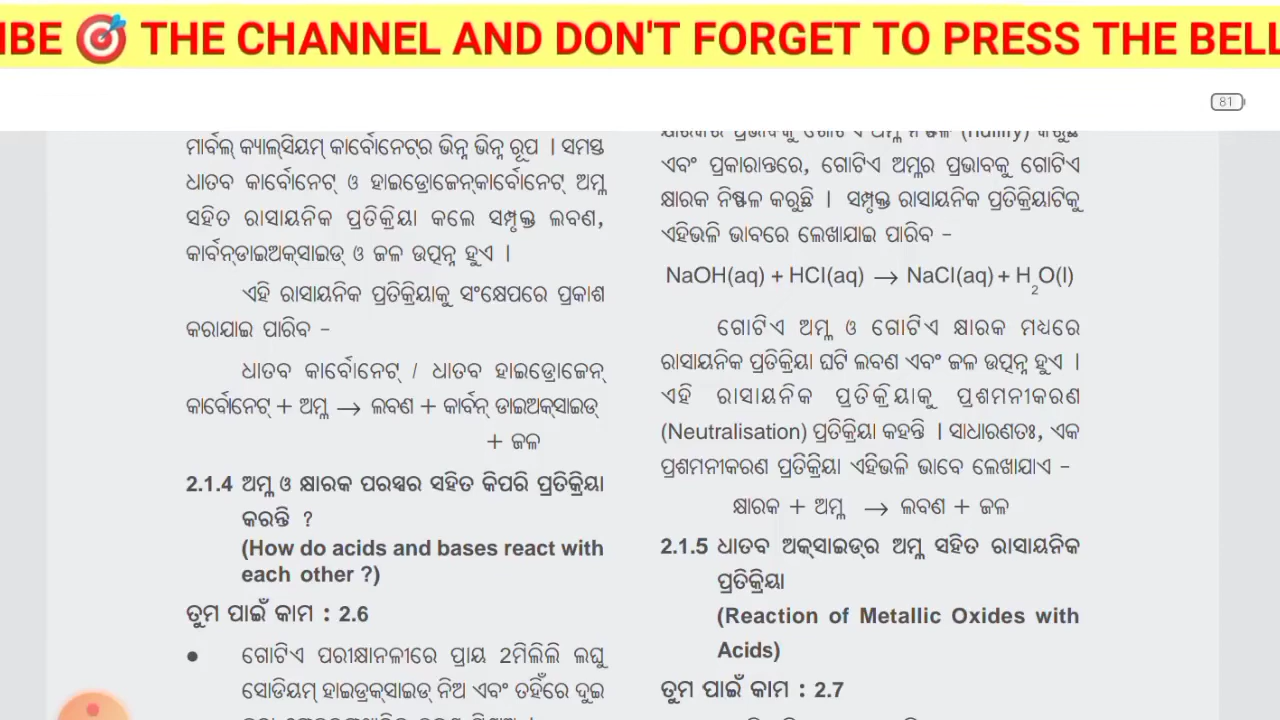 IBE 🎯 THE CHANNEL AND DON'T FORGET TO PRESS THE BELL
81
ମାର୍ବଲ୍ କ୍ୟାଲ୍‌ସିୟମ୍ କାର୍ବୋନେଟ୍‌ର ଭିନ୍ନ ଭିନ୍ନ ରୂପ । ସମସ୍ତ
ଧାତବ କାର୍ବୋନେଟ୍ ଓ ହାଇଡ୍ରୋଜେନ୍‌କାର୍ବୋନେଟ୍ ଅମ୍ଳ
ସହିତ ରାସାୟନିକ ପ୍ରତିକ୍ରିୟା କଲେ ସମ୍ପୃକ୍ତ ଲବଣ,
କାର୍ବନ୍‌ଡାଇଅକ୍‌ସାଇଡ୍ ଓ ଜଳ ଉତ୍ପନ୍ନ ହୁଏ ।
ଏହି ରାସାୟନିକ ପ୍ରତିକ୍ରିୟାକୁ ସଂକ୍ଷେପରେ ପ୍ରକାଶ
କରାଯାଇ ପାରିବ –
ଧାତବ କାର୍ବୋନେଟ୍ / ଧାତବ ହାଇଡ୍ରୋଜେନ୍
କାର୍ବୋନେଟ୍ + ଅମ୍ଳ → ଲବଣ + କାର୍ବନ୍ ଡାଇଅକ୍‌ସାଇଡ୍
+ ଜଳ
2.1.4 ଅମ୍ଳ ଓ କ୍ଷାରକ ପରସ୍ପର ସହିତ କିପରି ପ୍ରତିକ୍ରିୟା
କରନ୍ତି ?
(How do acids and bases react with
each other ?)
ତୁମ ପାଇଁ କାମ : 2.6
● ଗୋଟିଏ ପରୀକ୍ଷାନଳୀରେ ପ୍ରାୟ 2ମିଲିଲି ଲଘୁ
ସୋଡିୟମ୍ ହାଇଡ୍ରକ୍‌ସାଇଡ୍ ନିଅ ଏବଂ ତହିଁରେ ଦୁଇ
କ୍ଷାରକର ପ୍ରଭାବକୁ ଗୋଟିଏ ଅମ୍ଳ ନିଷ୍ଫଳ (nullify) କରୁଛି
ଏବଂ ପ୍ରକାରାନ୍ତରେ, ଗୋଟିଏ ଅମ୍ଳର ପ୍ରଭାବକୁ ଗୋଟିଏ
କ୍ଷାରକ ନିଷ୍ଫଳ କରୁଛି । ସମ୍ପୃକ୍ତ ରାସାୟନିକ ପ୍ରତିକ୍ରିୟାଟିକୁ
ଏହିଭଳି ଭାବରେ ଲେଖାଯାଇ ପାରିବ –
NaOH(aq) + HCl(aq) → NaCl(aq) + H₂O(l)
ଗୋଟିଏ ଅମ୍ଳ ଓ ଗୋଟିଏ କ୍ଷାରକ ମଧ୍ୟରେ
ରାସାୟନିକ ପ୍ରତିକ୍ରିୟା ଘଟି ଲବଣ ଏବଂ ଜଳ ଉତ୍ପନ୍ନ ହୁଏ ।
ଏହି ରାସାୟନିକ ପ୍ରତିକ୍ରିୟାକୁ ପ୍ରଶମନୀକରଣ
(Neutralisation) ପ୍ରତିକ୍ରିୟା କହନ୍ତି । ସାଧାରଣତଃ, ଏକ
ପ୍ରଶମନୀକରଣ ପ୍ରତିକ୍ରିୟା ଏହିଭଳି ଭାବେ ଲେଖାଯାଏ –
କ୍ଷାରକ + ଅମ୍ଳ → ଲବଣ + ଜଳ
2.1.5 ଧାତବ ଅକ୍‌ସାଇଡ୍‌ର ଅମ୍ଳ ସହିତ ରାସାୟନିକ
ପ୍ରତିକ୍ରିୟା
(Reaction of Metallic Oxides with
Acids)
ତୁମ ପାଇଁ କାମ : 2.7